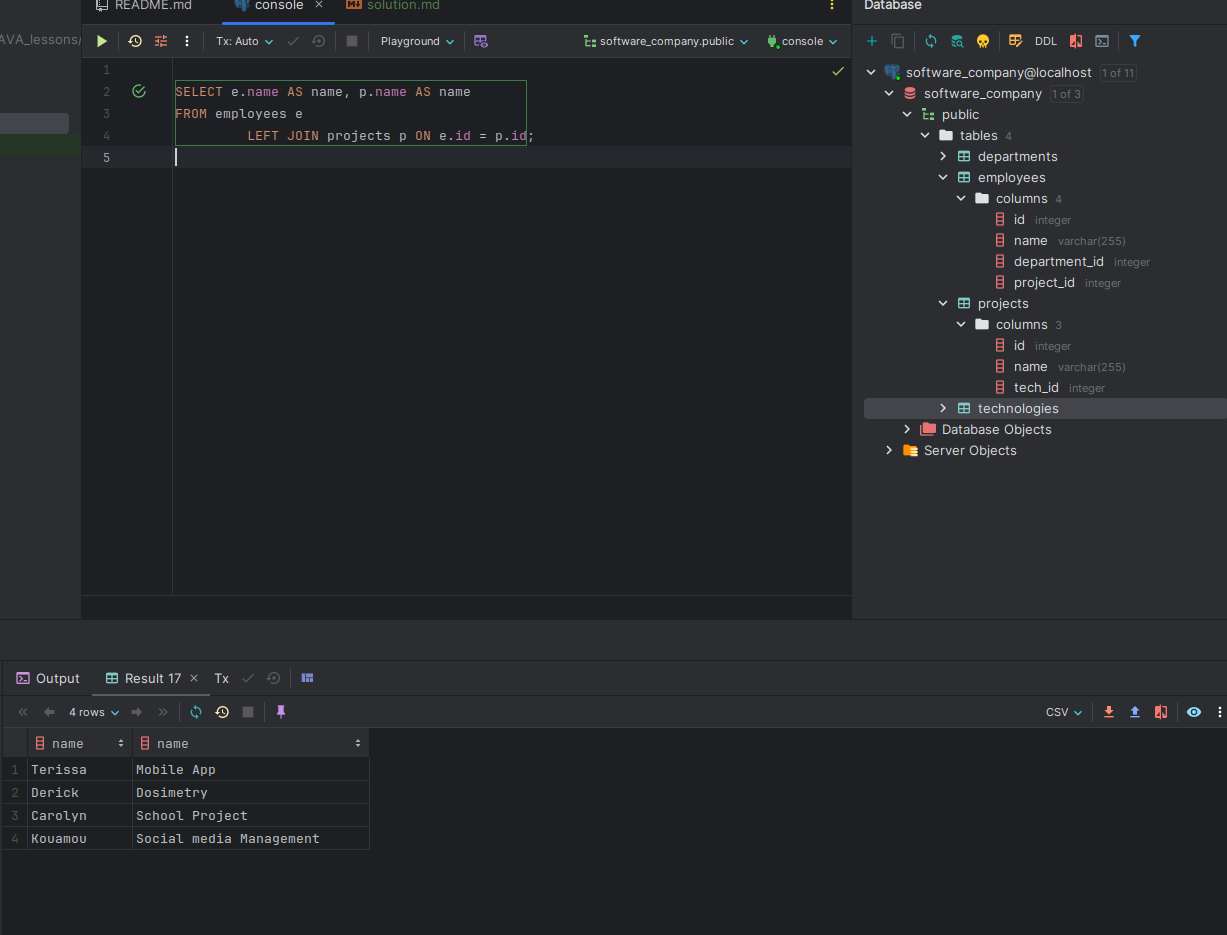 README.md
console
solution.md
Database
AVA_lessons/
Tx: Auto
Playground
software_company.public
console
DDL
1
2 SELECT e.name AS name, p.name AS name
3 FROM employees e
4 LEFT JOIN projects p ON e.id = p.id;
5
software_company@localhost 1 of 11
software_company 1 of 3
public
tables 4
departments
employees
columns 4
id integer
name varchar(255)
department_id integer
project_id integer
projects
columns 3
id integer
name varchar(255)
tech_id integer
technologies
Database Objects
Server Objects
Output
Result 17
Tx
4 rows
CSV
name name
1 Terissa Mobile App
2 Derick Dosimetry
3 Carolyn School Project
4 Kouamou Social media Management